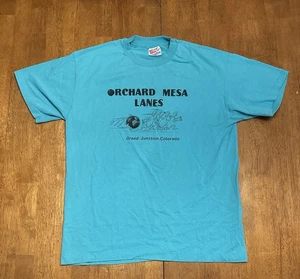 ORCHARD MESA
LANES
Grand Junction, Colorado